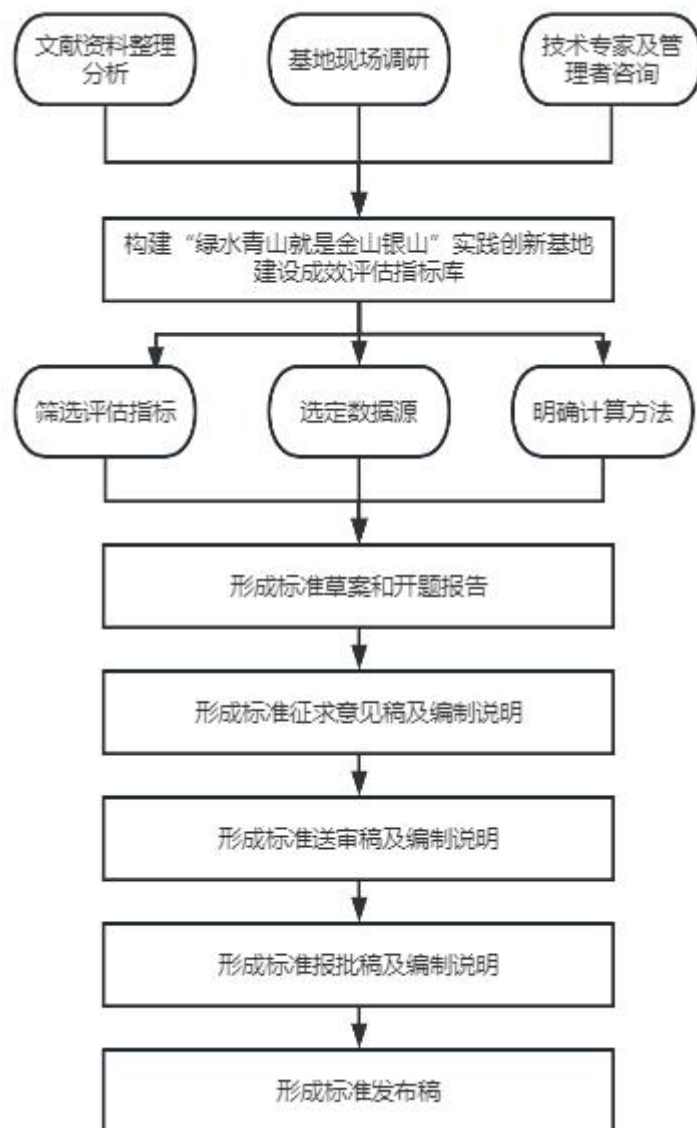 文献资料整理
分析
基地现场调研
技术专家及管
理者咨询
构建“绿水青山就是金山银山”实践创新基地
建设成效评估指标库
筛选评估指标
选定数据源
明确计算方法
形成标准草案和开题报告
形成标准征求意见稿及编制说明
形成标准送审稿及编制说明
形成标准报批稿及编制说明
形成标准发布稿